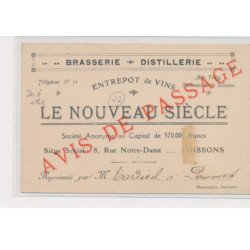 BRASSERIE - DISTILLERIE
Téléphone N°
ENTREPOT de VINS
LE NOUVEAU SIÈCLE
AVIS DE PASSAGE
Société Anonyme au Capital de 570.000 Francs
Siège Social: 8, Rue Notre-Dame .... SOISSONS
Représenté par M